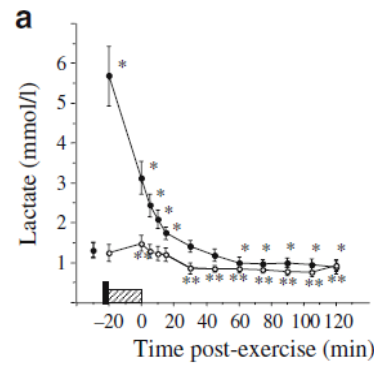 a
Lactate (mmol/l)
6
5
4
3
2
1
*
* * * *
* * * * *
**
** ** ** ** ** ** **
−20 0 20 40 60 80 100 120
Time post-exercise (min)